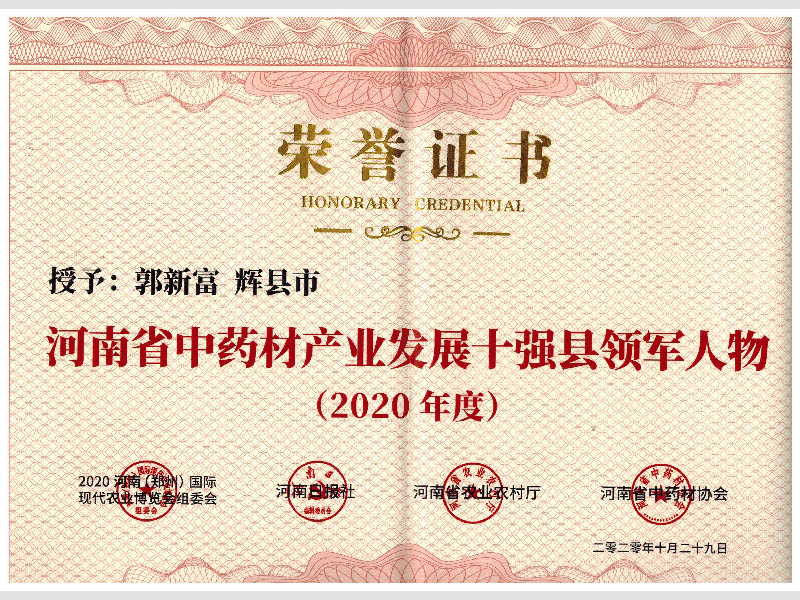 荣誉证书
HONORARY CREDENTIAL
授予：郭新富 辉县市
河南省中药材产业发展十强县领军人物
（2020 年度）
2020 河南（郑州）国际
现代农业博览会组委会
河南日报社
河南省农业农村厅
河南省中药材协会
二零二零年十月二十九日